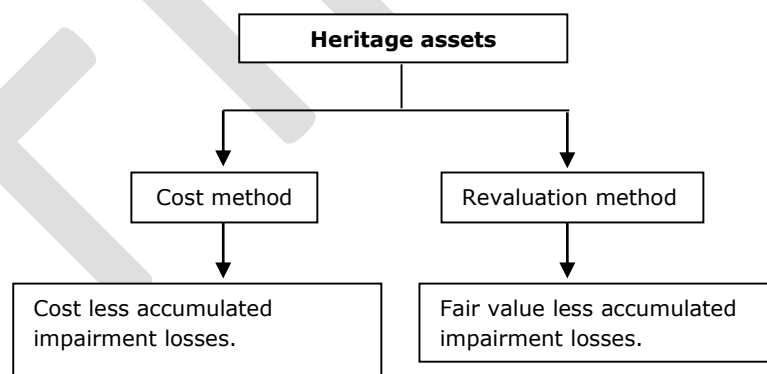 Heritage assets
Cost method
Revaluation method
Cost less accumulated
impairment losses.
Fair value less accumulated
impairment losses.